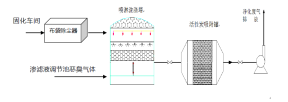 固化车间
布袋除尘器
渗滤液调节池恶臭气体
喷淋洗涤塔
活性炭吸附塔
净化废气
排放